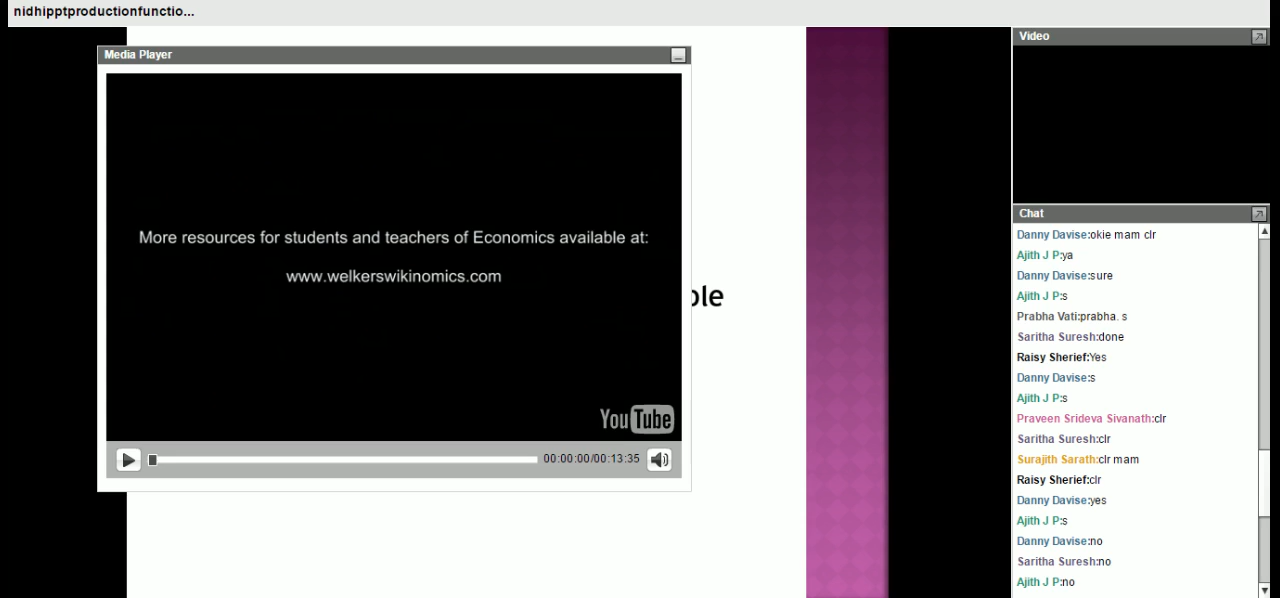 nidhipptproductionfunctio...
Media Player
More resources for students and teachers of Economics available at:
www.welkerswikinomics.com
YouTube
00:00:00/00:13:35
Video
Chat
Danny Davise:okie mam clr
Ajith J P:ya
Danny Davise:sure
Ajith J P:s
Prabha Vati:prabha. s
Saritha Suresh:done
Raisy Sherief:Yes
Danny Davise:s
Ajith J P:s
Praveen Srideva Sivanath:clr
Saritha Suresh:clr
Surajith Sarath:clr mam
Raisy Sherief:clr
Danny Davise:yes
Ajith J P:s
Danny Davise:no
Saritha Suresh:no
Ajith J P:no